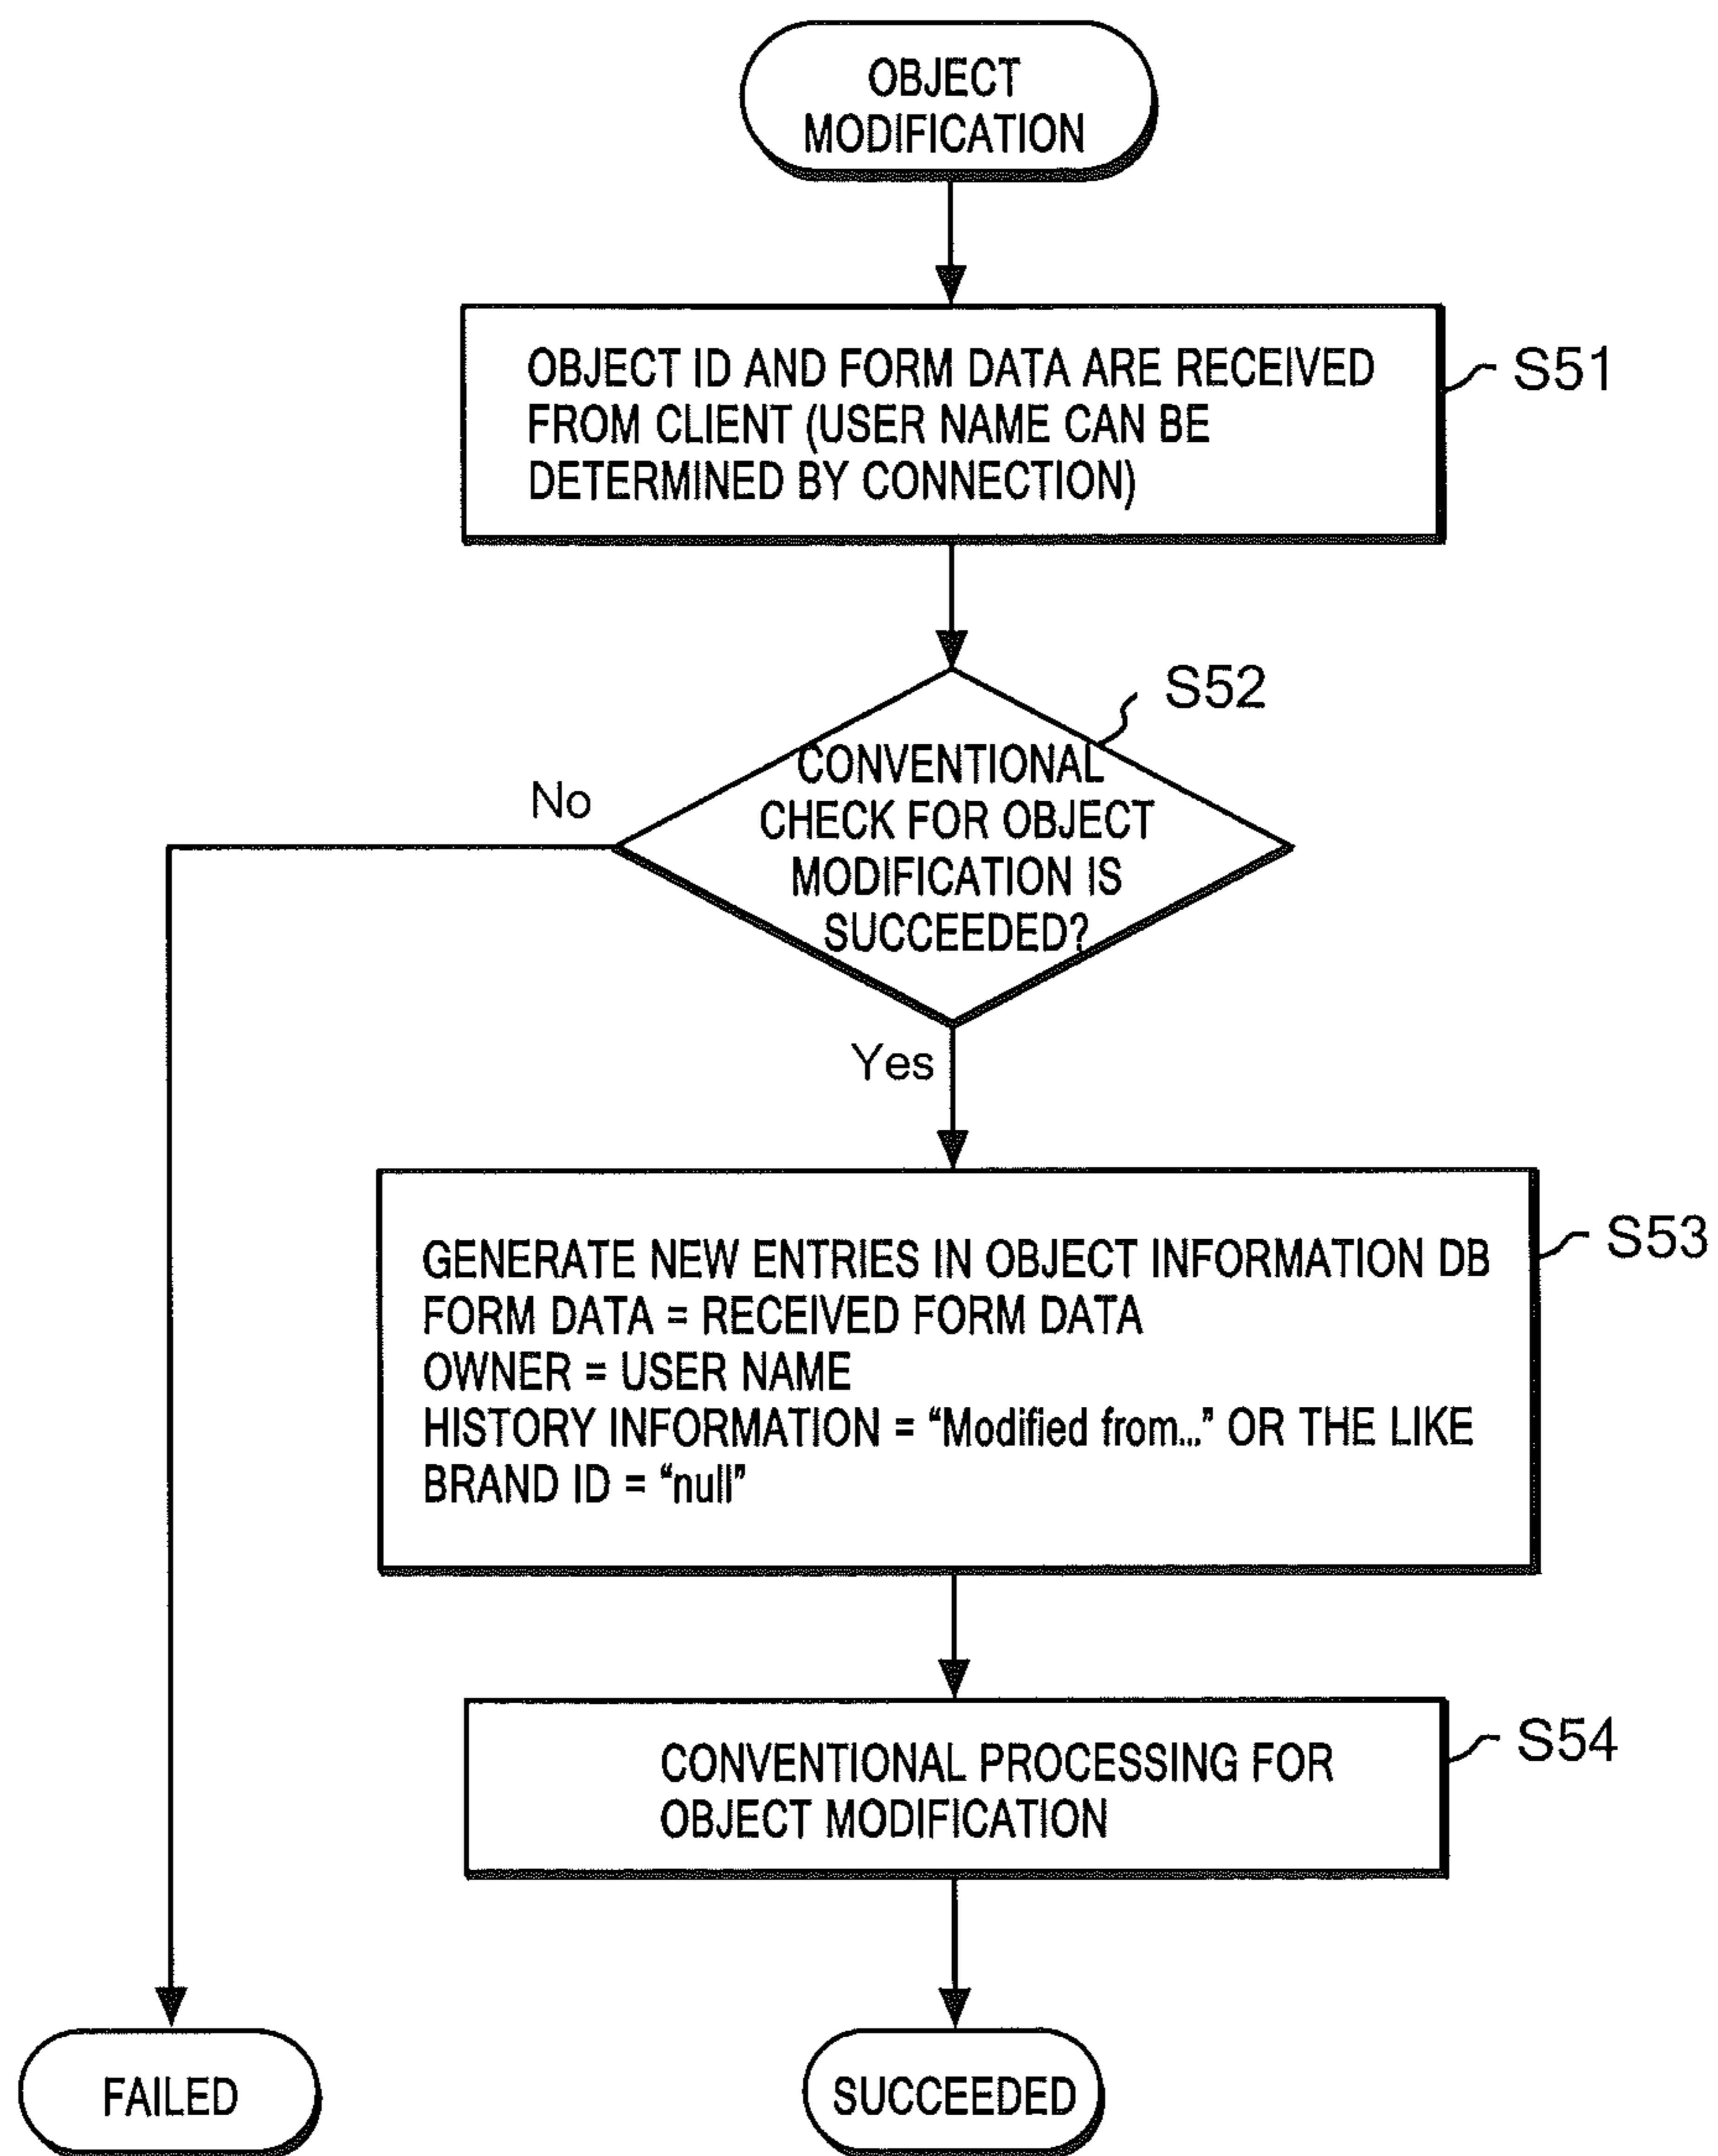 OBJECT
MODIFICATION
OBJECT ID AND FORM DATA ARE RECEIVED
FROM CLIENT (USER NAME CAN BE
DETERMINED BY CONNECTION)
S51
S52
CONVENTIONAL
CHECK FOR OBJECT
MODIFICATION IS
SUCCEEDED?
No
Yes
GENERATE NEW ENTRIES IN OBJECT INFORMATION DB
FORM DATA = RECEIVED FORM DATA
OWNER = USER NAME
HISTORY INFORMATION = “Modified from...” OR THE LIKE
BRAND ID = “null”
S53
CONVENTIONAL PROCESSING FOR
OBJECT MODIFICATION
S54
FAILED
SUCCEEDED